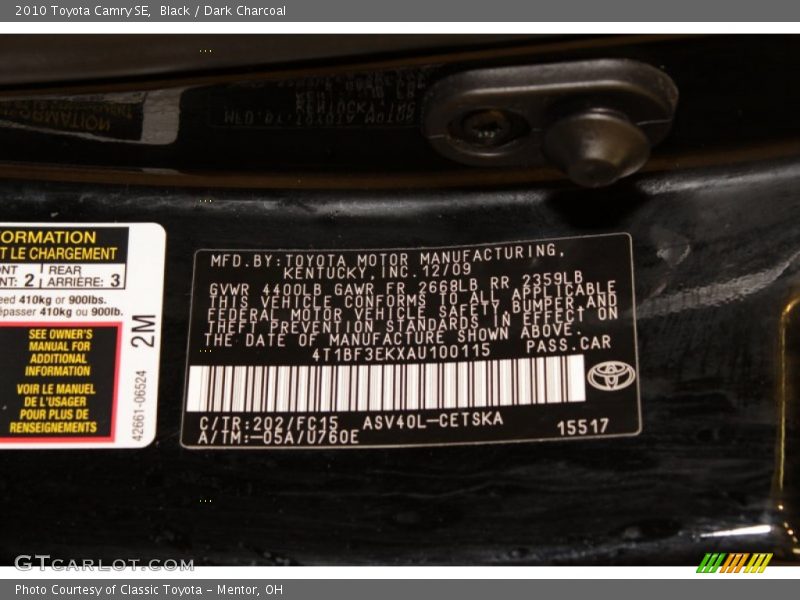 2010 Toyota Camry SE, Black / Dark Charcoal
ORMATION
T LE CHARGEMENT
2 REAR
ARRIÈRE: 3
eed 410kg or 900lbs.
épasser 410kg ou 900lb.
SEE OWNER'S
MANUAL FOR
ADDITIONAL
INFORMATION
VOIR LE MANUEL
DE L'USAGER
POUR PLUS DE
RENSEIGNEMENTS
42661-06524
2M
MFD.BY:TOYOTA MOTOR MANUFACTURING,
KENTUCKY,INC.12/09
GVWR 4400LB GAWR FR 2668LB RR 2359LB
THIS VEHICLE CONFORMS TO ALL APPLICABLE
FEDERAL MOTOR VEHICLE SAFETY,BUMPER AND
THEFT PREVENTION STANDARDS IN EFFECT ON
THE DATE OF MANUFACTURE SHOWN ABOVE.
4T1BF3EKXAU100115 PASS.CAR
C/TR:202/FC15 ASV40L-CETSKA
A/TM:-05A/U760E 15517
GTCARLOT.COM
Photo Courtesy of Classic Toyota - Mentor, OH